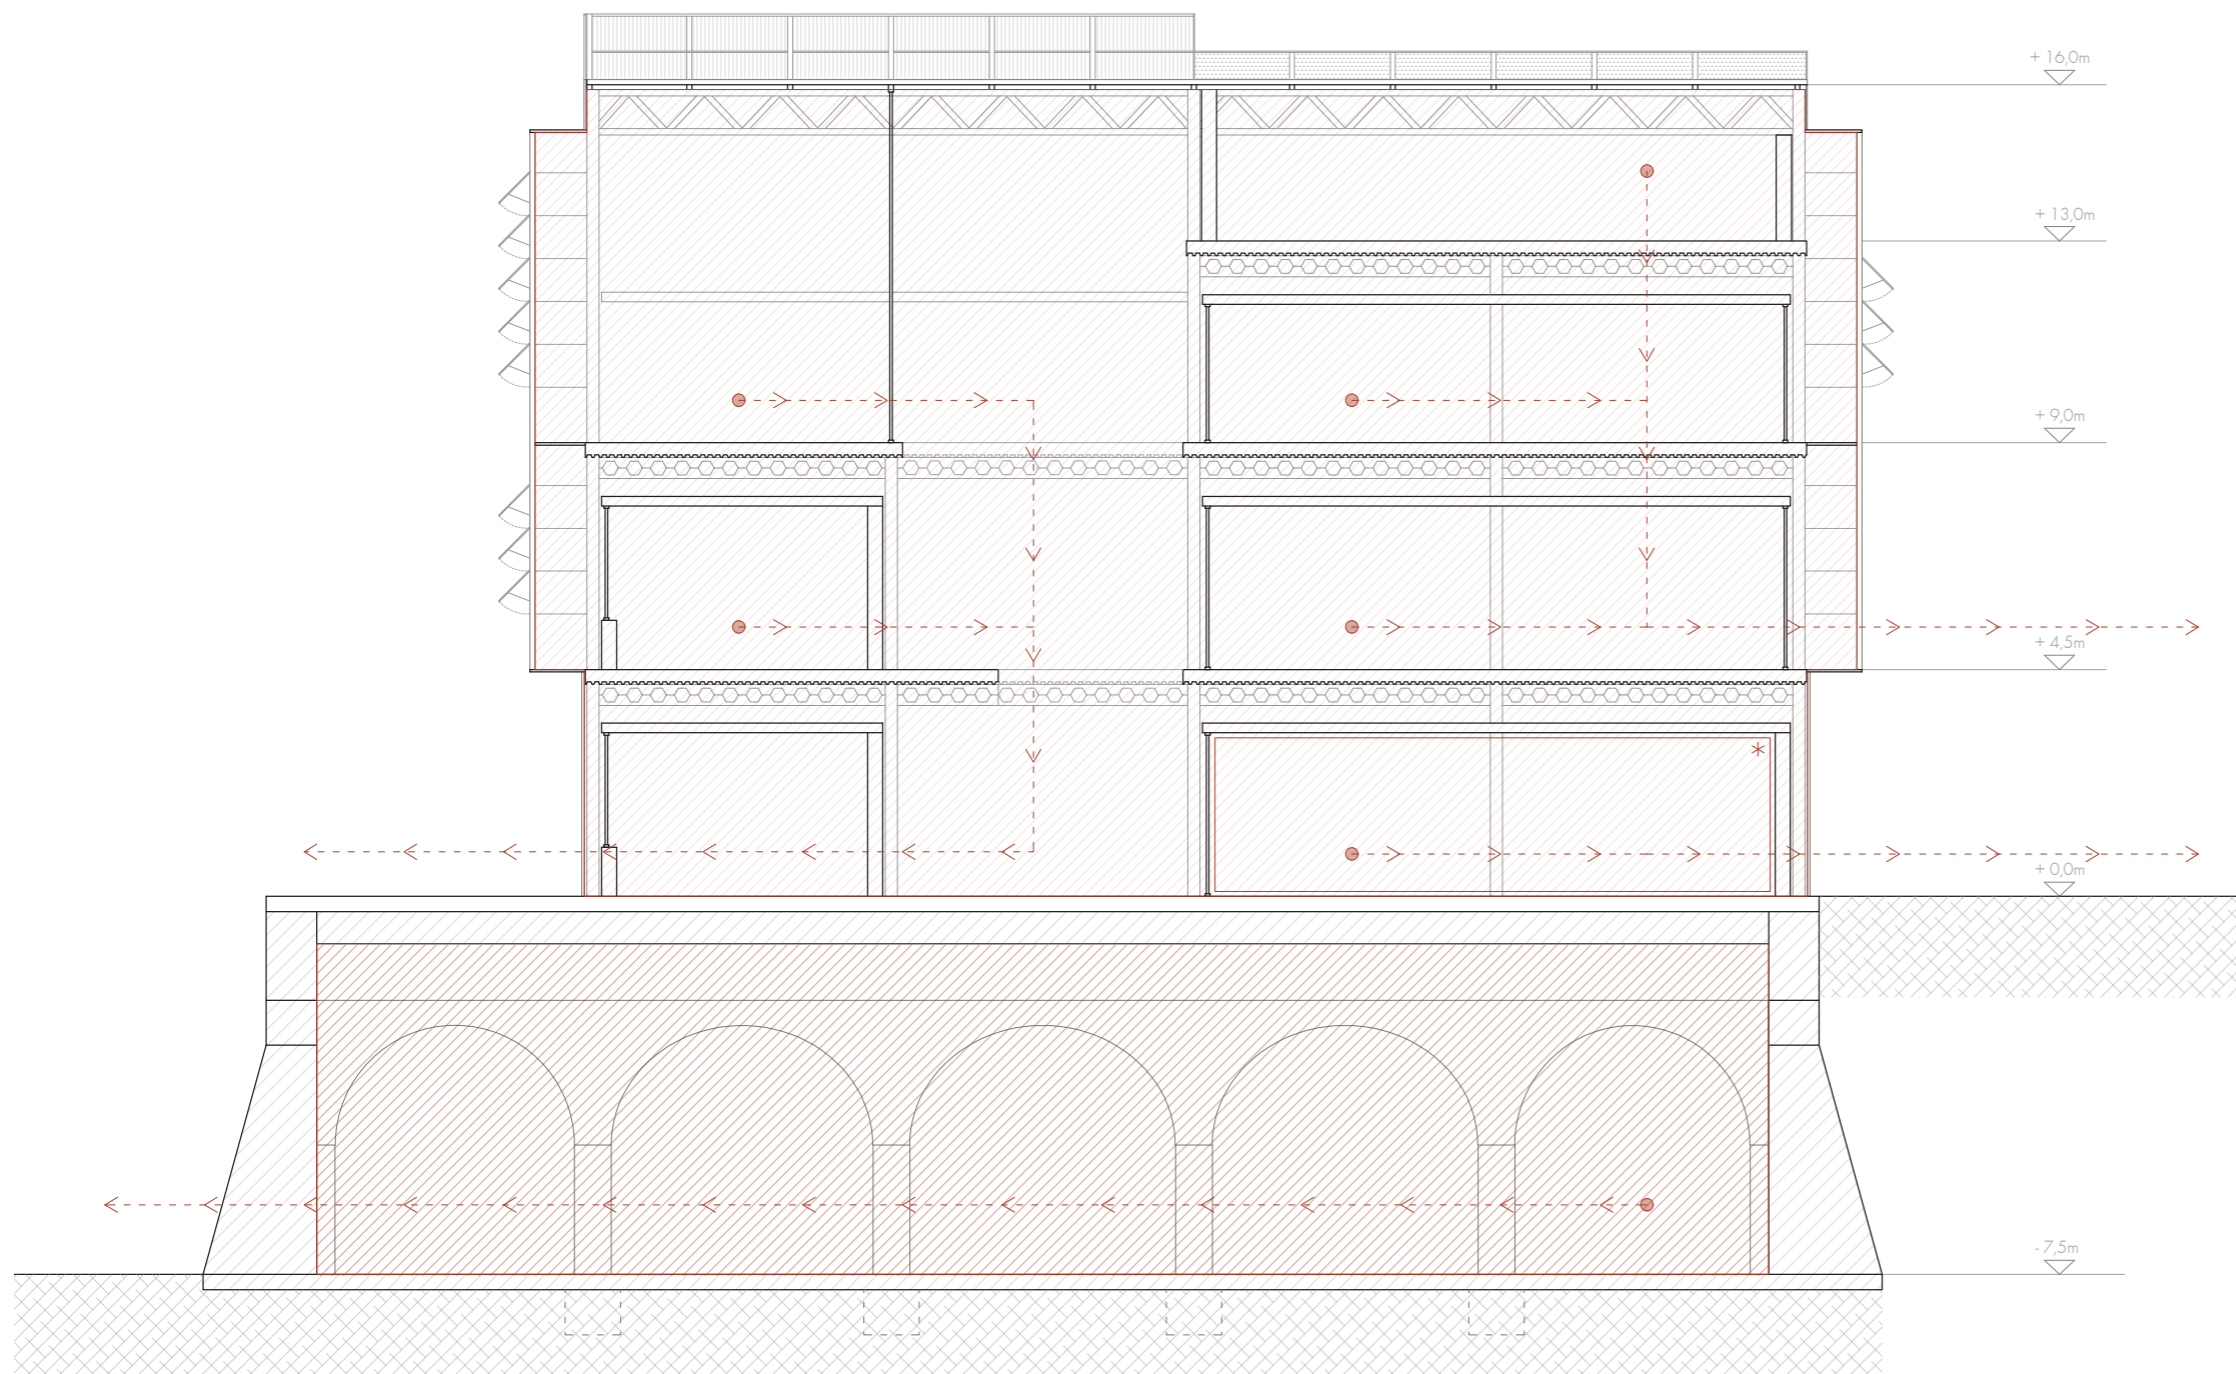 + 16,0m
+ 13,0m
+ 9,0m
+ 4,5m
*
+ 0,0m
- 7,5m